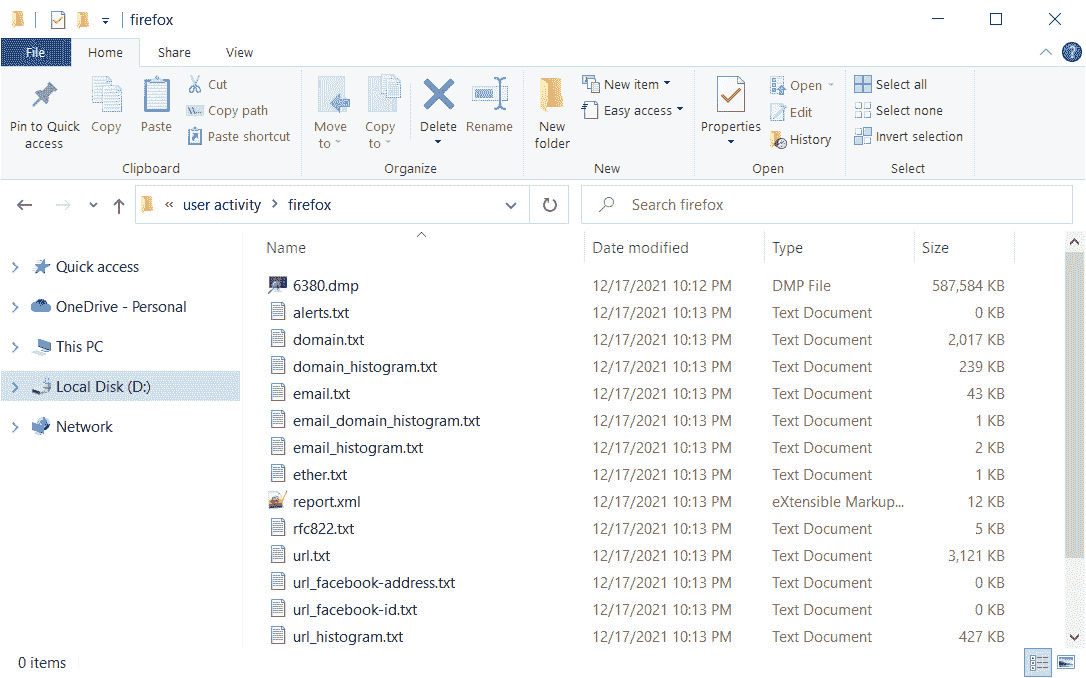 firefox
File Home Share View
Pin to Quick access
Copy
Paste
Cut
Copy path
Paste shortcut
Clipboard
Move to
Copy to
Delete
Rename
Organize
New folder
New item
Easy access
New
Properties
Open
Edit
History
Open
Select all
Select none
Invert selection
Select
« user activity > firefox
Search firefox
Quick access
OneDrive - Personal
This PC
Local Disk (D:)
Network
Name Date modified Type Size
6380.dmp 12/17/2021 10:12 PM DMP File 587,584 KB
alerts.txt 12/17/2021 10:13 PM Text Document 0 KB
domain.txt 12/17/2021 10:13 PM Text Document 2,017 KB
domain_histogram.txt 12/17/2021 10:13 PM Text Document 239 KB
email.txt 12/17/2021 10:13 PM Text Document 43 KB
email_domain_histogram.txt 12/17/2021 10:13 PM Text Document 1 KB
email_histogram.txt 12/17/2021 10:13 PM Text Document 2 KB
ether.txt 12/17/2021 10:13 PM Text Document 1 KB
report.xml 12/17/2021 10:13 PM eXtensible Markup... 12 KB
rfc822.txt 12/17/2021 10:13 PM Text Document 5 KB
url.txt 12/17/2021 10:13 PM Text Document 3,121 KB
url_facebook-address.txt 12/17/2021 10:13 PM Text Document 0 KB
url_facebook-id.txt 12/17/2021 10:13 PM Text Document 0 KB
url_histogram.txt 12/17/2021 10:13 PM Text Document 427 KB
0 items